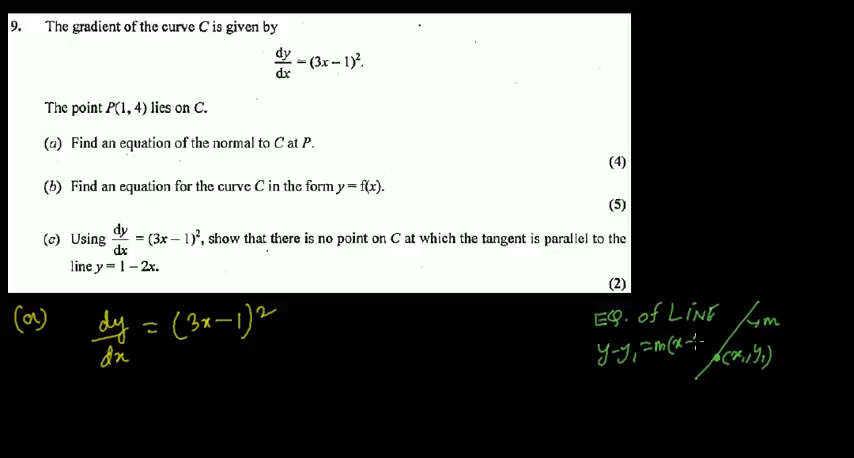 9. The gradient of the curve C is given by
dy/dx = (3x – 1)².
The point P(1, 4) lies on C.
(a) Find an equation of the normal to C at P.
(4)
(b) Find an equation for the curve C in the form y = f(x).
(5)
(c) Using dy/dx = (3x – 1)², show that there is no point on C at which the tangent is parallel to the
line y = 1 – 2x.
(2)
(a) dy/dx = (3x – 1)²
EQ. of LINE
m
y-y₁ = m(x-
(x₁, y₁)